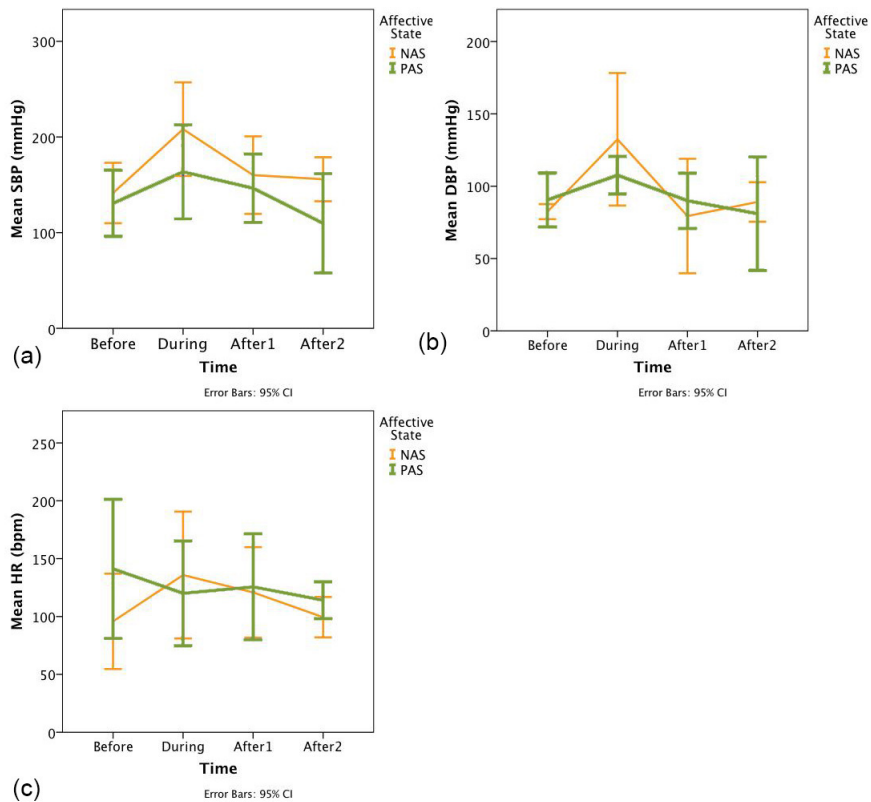 Affective
State
NAS
PAS
300
200
100
0
Mean SBP (mmHg)
Before During After1 After2
Time
Error Bars: 95% CI
(a)
Affective
State
NAS
PAS
200
150
100
50
0
Mean DBP (mmHg)
Before During After1 After2
Time
Error Bars: 95% CI
(b)
Affective
State
NAS
PAS
250
200
150
100
50
0
Mean HR (bpm)
Before During After1 After2
Time
Error Bars: 95% CI
(c)